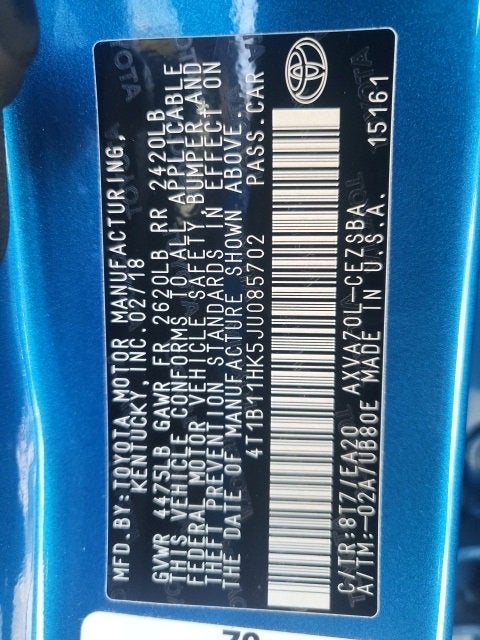 MFD.BY:TOYOTA MOTOR MANUFACTURING,
KENTUCKY, INC. 02/18
GVWR 4475LB GAWR FR 2620LB RR 2420LB
THIS VEHICLE CONFORMS TO ALL APPLICABLE
FEDERAL MOTOR VEHICLE SAFETY, BUMPER, AND
THEFT PREVENTION STANDARDS IN EFFECT ON
THE DATE OF MANUFACTURE SHOWN ABOVE.
4T1B11HK5JU085702 PASS.CAR
C/TR:8T7/EA20 AXVA70L-CEZSBA
A/TM:-02A/UB80E MADE IN U.S.A. 15161